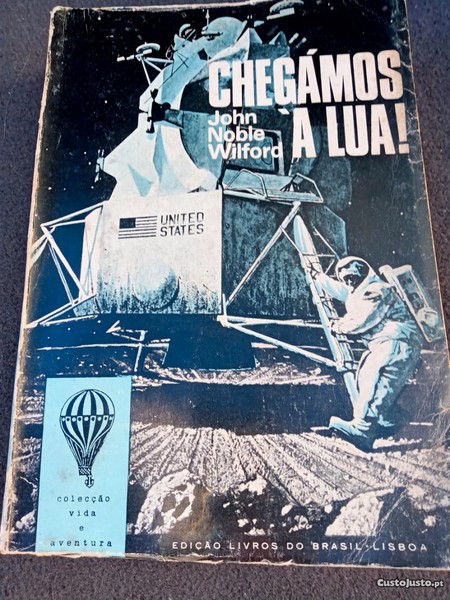 CHEGÁMOS
À LUA!
John
Noble
Wilford
UNITED
STATES
colecção
vida
e
aventura
EDIÇÃO LIVROS DO BRASIL · LISBOA
CustoJusto.pt